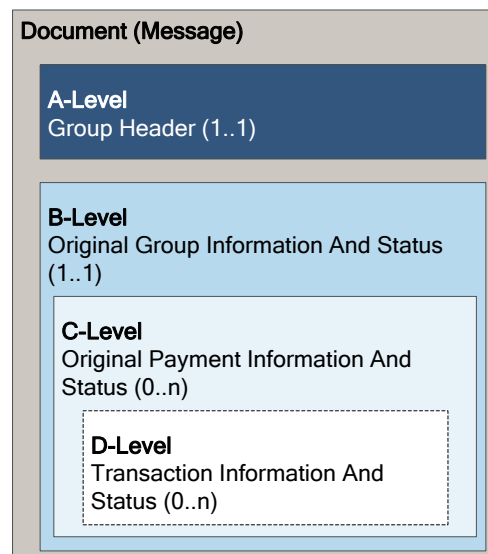 Document (Message)
A-Level
Group Header (1..1)
B-Level
Original Group Information And Status
(1..1)
C-Level
Original Payment Information And
Status (0..n)
D-Level
Transaction Information And
Status (0..n)